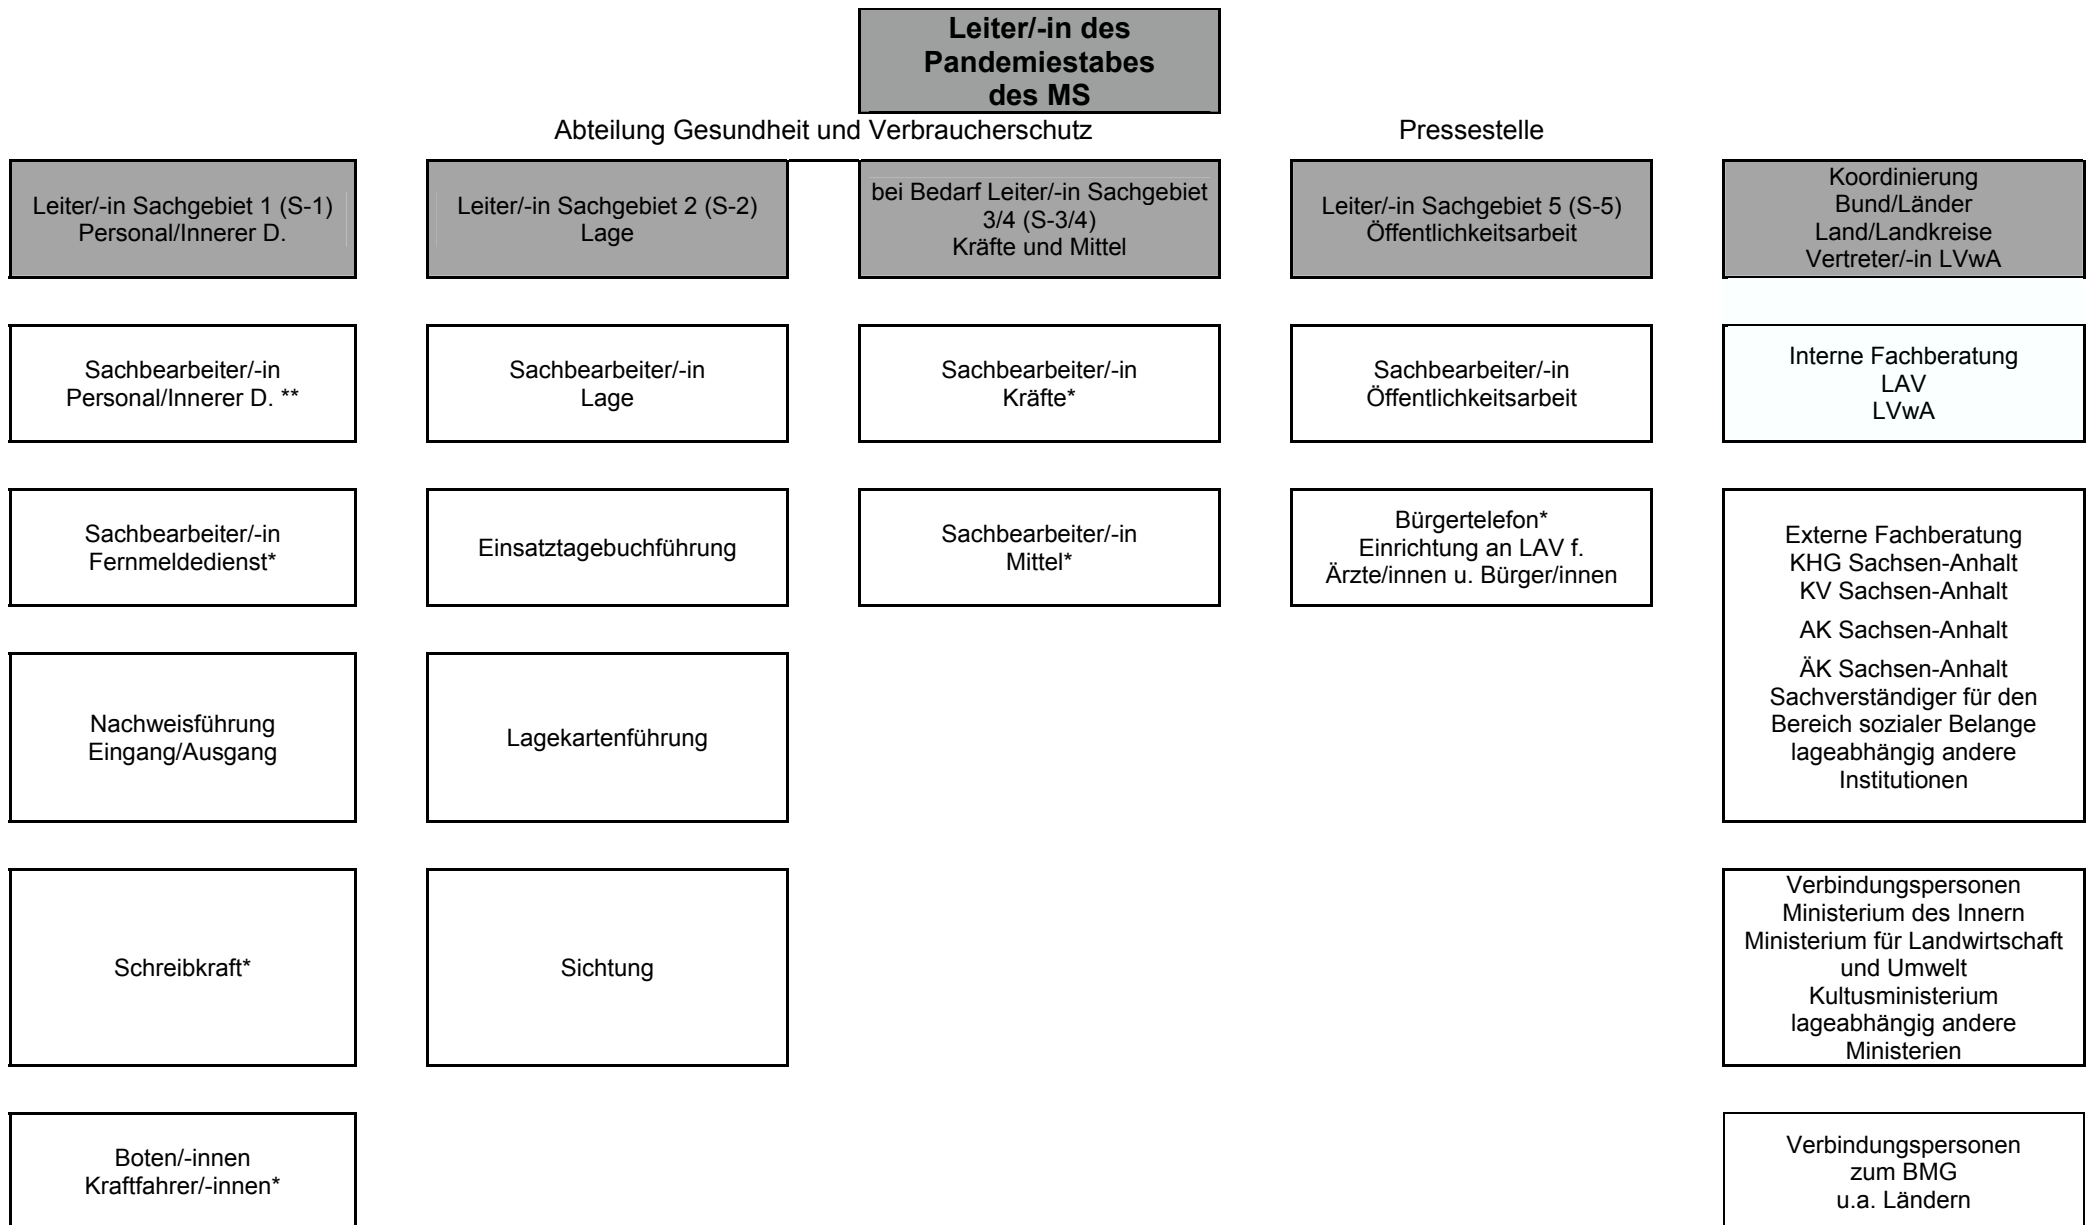 Leiter/-in des
Pandemiestabes
des MS
Abteilung Gesundheit und Verbraucherschutz
Pressestelle
Leiter/-in Sachgebiet 1 (S-1)
Personal/Innerer D.
Leiter/-in Sachgebiet 2 (S-2)
Lage
bei Bedarf Leiter/-in Sachgebiet
3/4 (S-3/4)
Kräfte und Mittel
Leiter/-in Sachgebiet 5 (S-5)
Öffentlichkeitsarbeit
Koordinierung
Bund/Länder
Land/Landkreise
Vertreter/-in LVwA
Sachbearbeiter/-in
Personal/Innerer D. **
Sachbearbeiter/-in
Lage
Sachbearbeiter/-in
Kräfte*
Sachbearbeiter/-in
Öffentlichkeitsarbeit
Interne Fachberatung
LAV
LVwA
Sachbearbeiter/-in
Fernmeldedienst*
Einsatztagebuchführung
Sachbearbeiter/-in
Mittel*
Bürgertelefon*
Einrichtung an LAV f.
Ärzte/innen u. Bürger/innen
Externe Fachberatung
KHG Sachsen-Anhalt
KV Sachsen-Anhalt
AK Sachsen-Anhalt
ÄK Sachsen-Anhalt
Sachverständiger für den
Bereich sozialer Belange
lageabhängig andere
Institutionen
Nachweisführung
Eingang/Ausgang
Lagekartenführung
Schreibkraft*
Sichtung
Verbindungspersonen
Ministerium des Innern
Ministerium für Landwirtschaft
und Umwelt
Kultusministerium
lageabhängig andere
Ministerien
Boten/-innen
Kraftfahrer/-innen*
Verbindungspersonen
zum BMG
u.a. Ländern